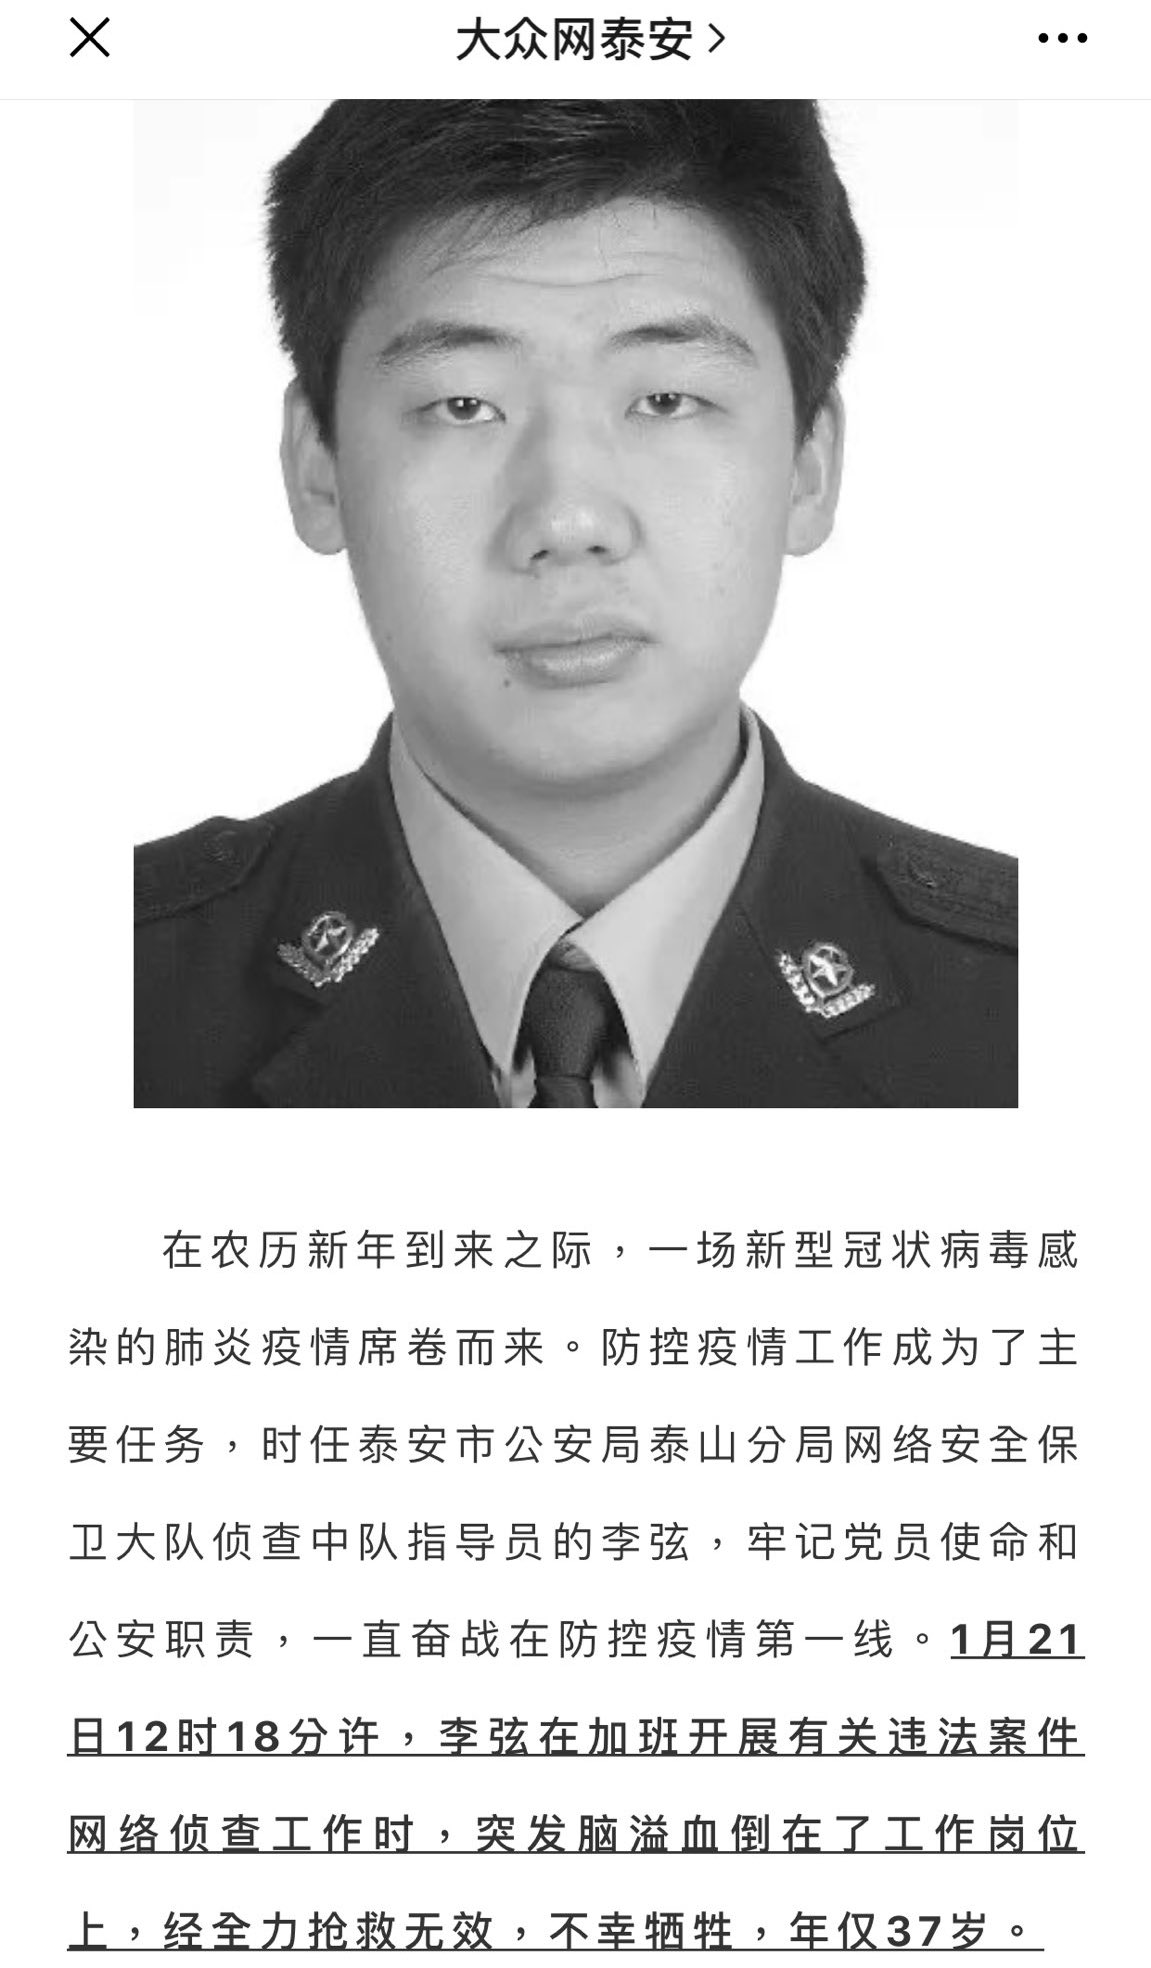 大众网泰安
在农历新年到来之际，一场新型冠状病毒感
染的肺炎疫情席卷而来。防控疫情工作成为了主
要任务，时任泰安市公安局泰山分局网络安全保
卫大队侦查中队指导员的李弦，牢记党员使命和
公安职责，一直奋战在防控疫情第一线。1月21
日12时18分许，李弦在加班开展有关违法案件
网络侦查工作时，突发脑溢血倒在了工作岗位
上，经全力抢救无效，不幸牺牲，年仅37岁。